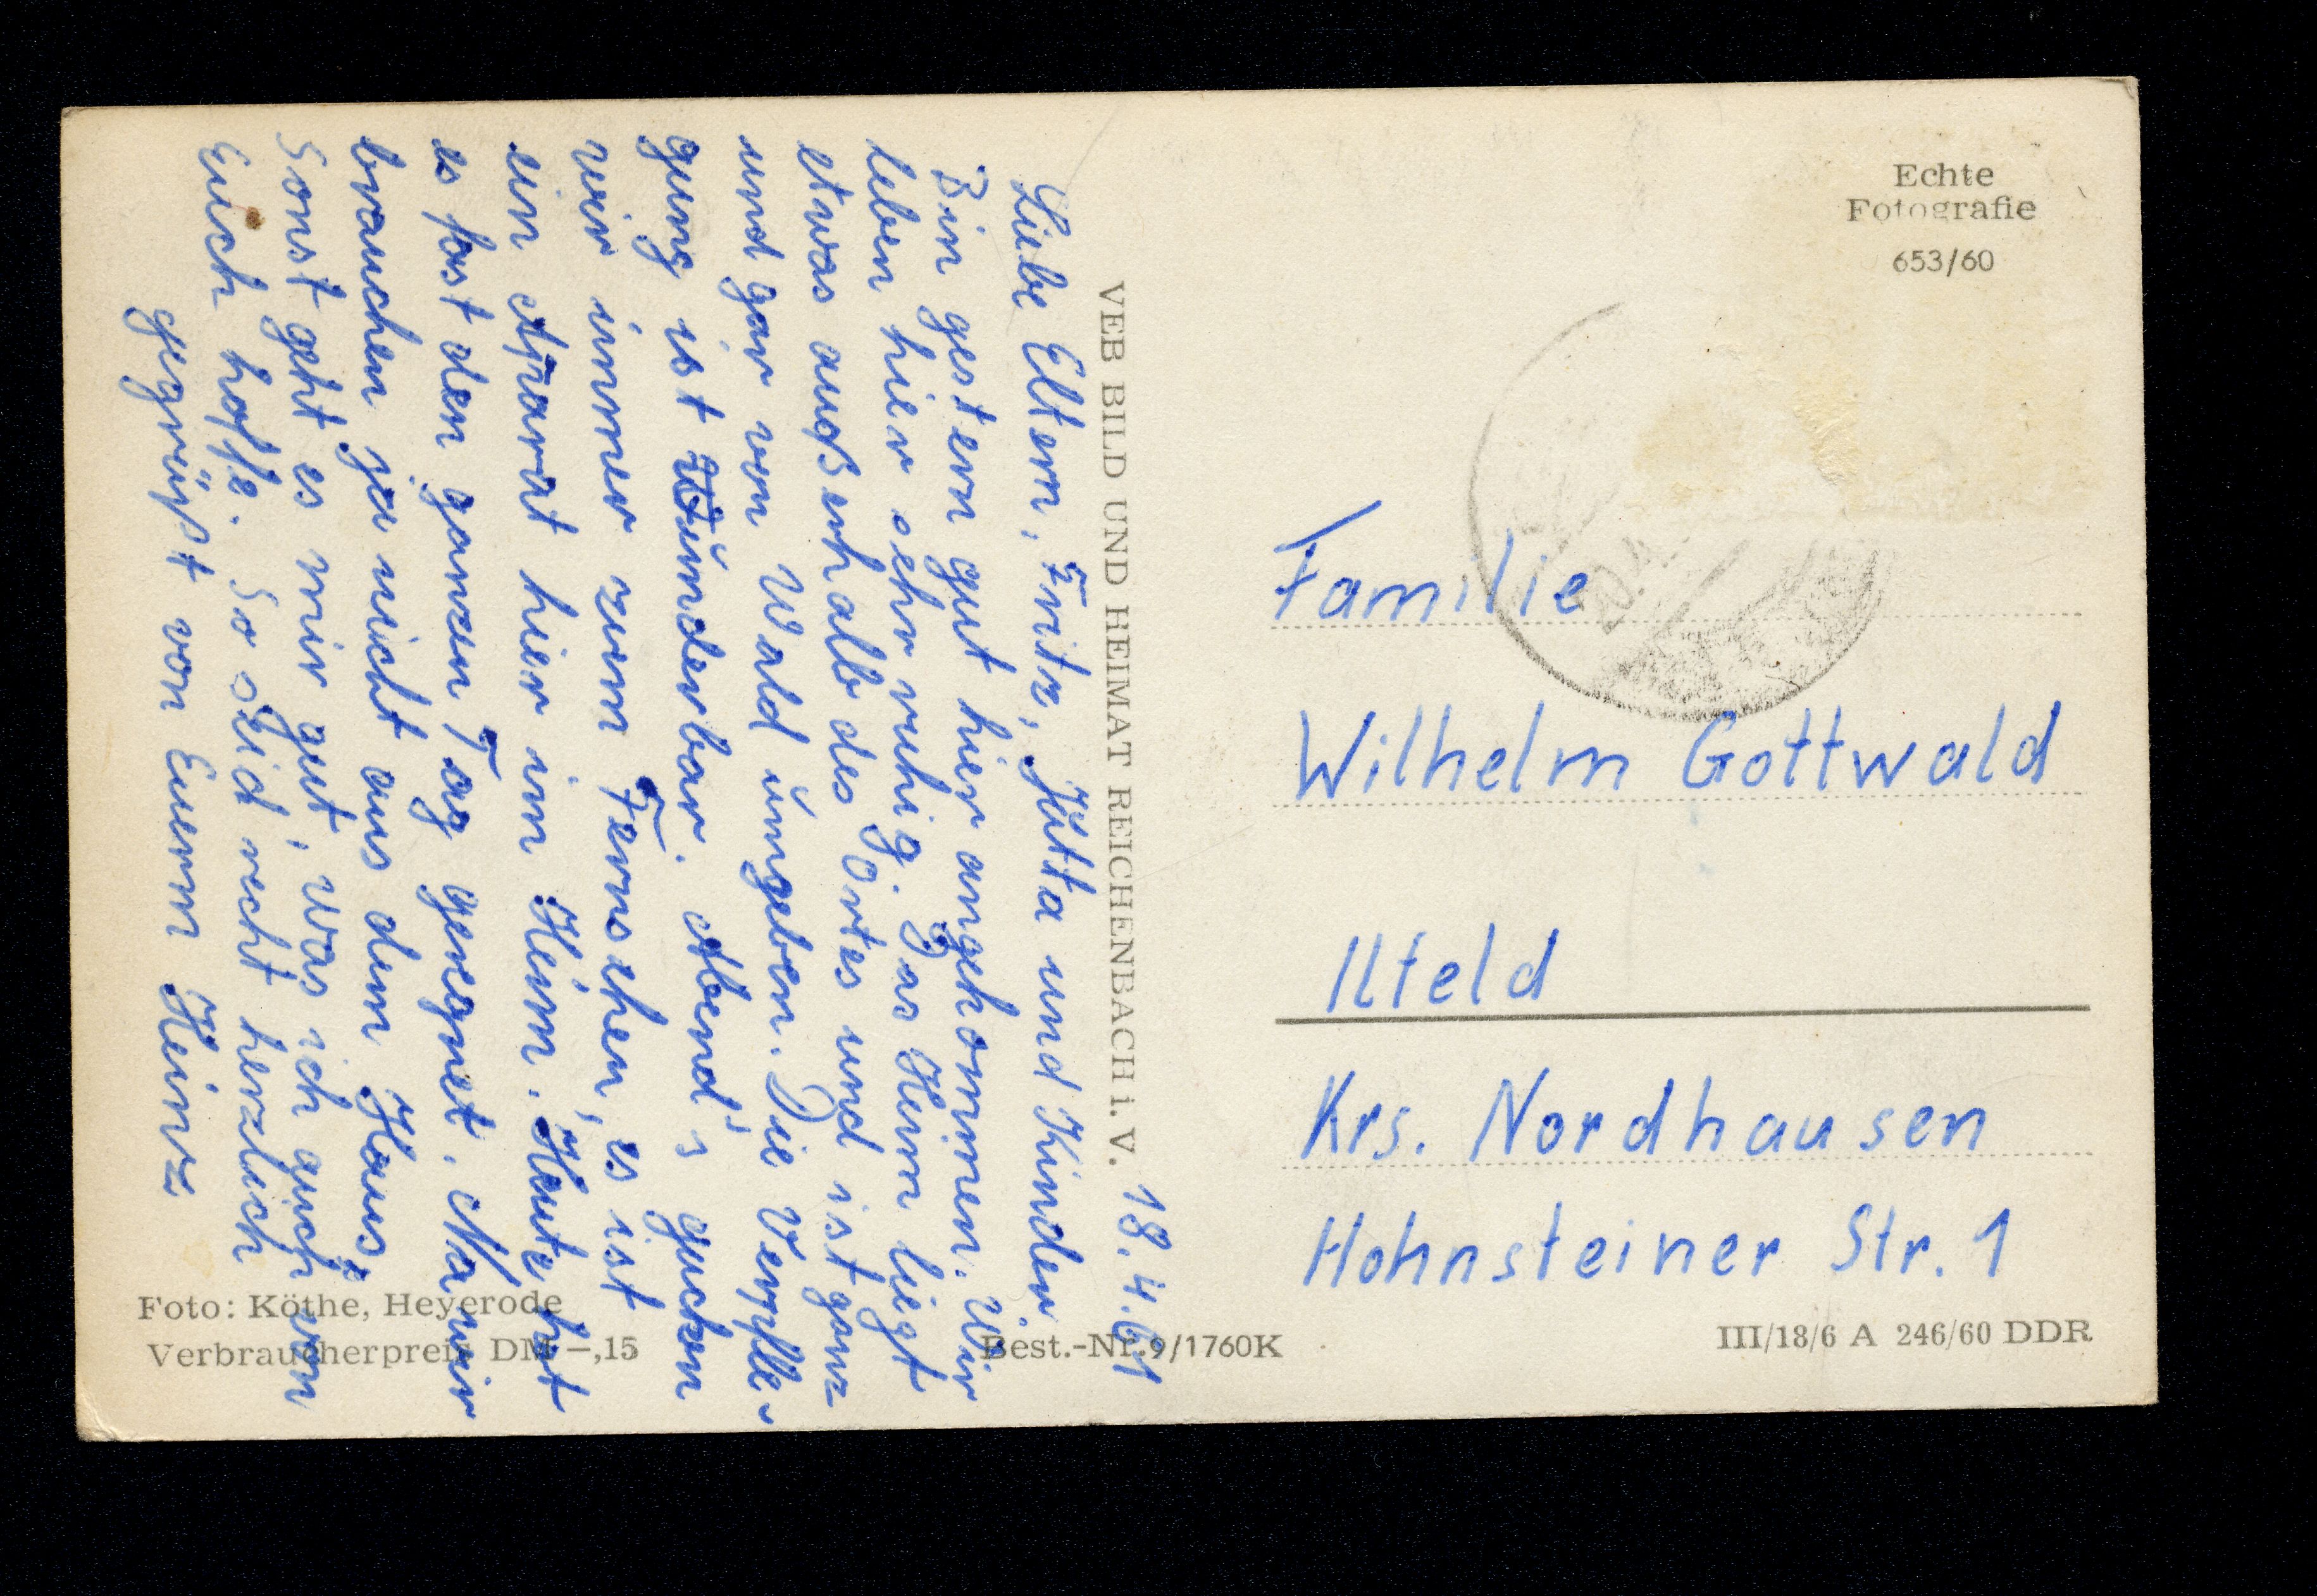 18.4.61
Liebe Eltern, Fritz, Jutta und Kinder.
Bin gestern gut hier angekommen. Wir
leben hier sehr ruhig. Das Heim liegt
etwas außerhalb des Ortes und ist ganz
und gar von Wald umgeben. Die Verpfle-
gung ist Wunderbar. Abend's gucken
wir immer zum Fernsehen, es ist
ein Aparat hier im Heim. Heute hat
es fast den ganzen Tag geregnet. Na wir
brauchen ja nicht aus dem Haus.
Sonst geht es mir gut, was ich auch von
Euch hoffe. So seid recht herzlich
gegrüßt von Euerm Heinz
VEB BILD UND HEIMAT REICHENBACH i. V.
Echte
Fotografie
653/60
Familie
Wilhelm Gottwald
Ilfeld
Krs. Nordhausen
Hohnsteiner Str. 1
Foto: Köthe, Heyerode
Verbraucherpreis DM –,15
Best.-Nr. 9/1760K
III/18/6 A 246/60 DDR